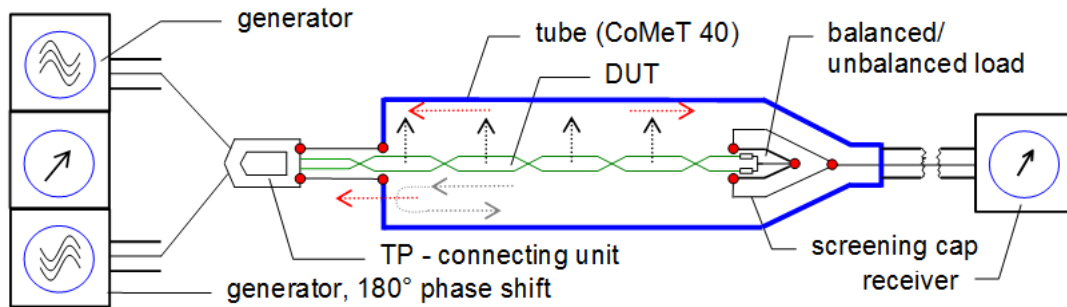 generator
tube (CoMeT 40)
DUT
balanced/
unbalanced load
TP - connecting unit
generator, 180° phase shift
screening cap
receiver